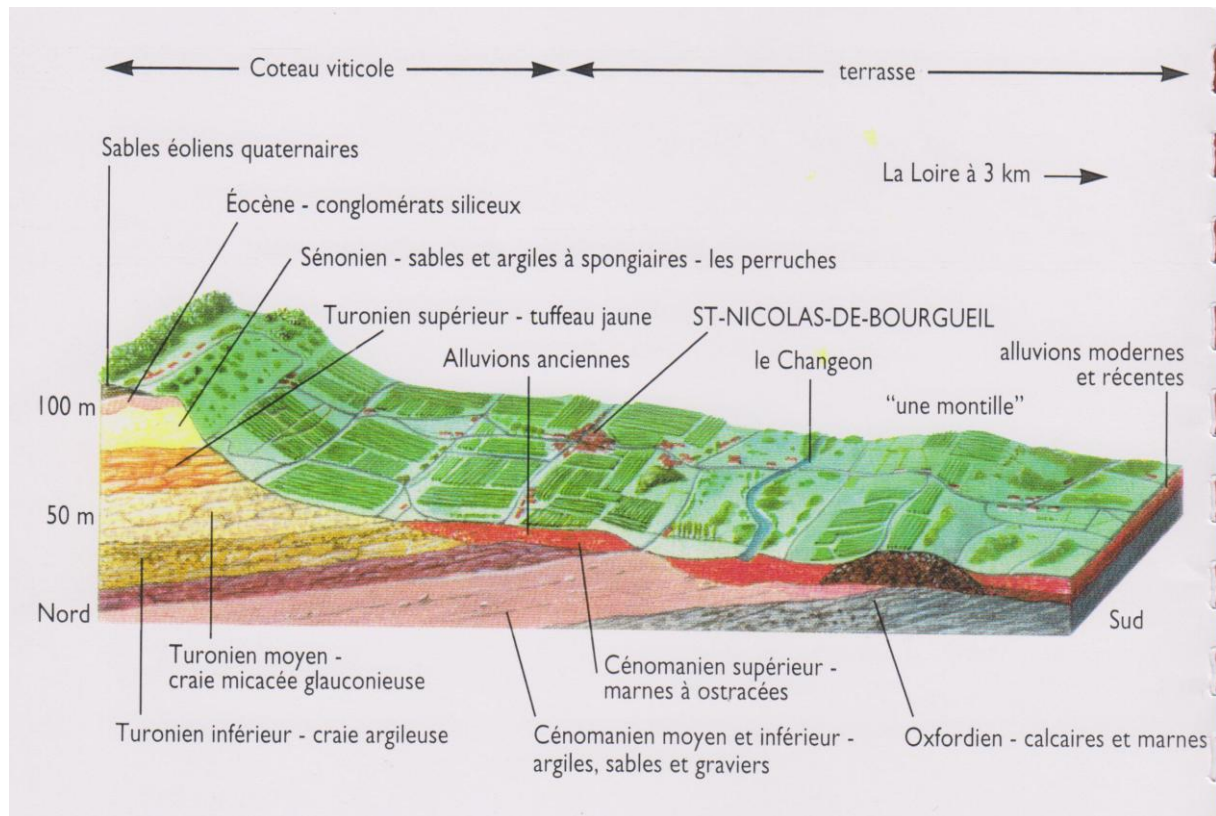 Coteau viticole
terrasse
Sables éoliens quaternaires
La Loire à 3 km
Éocène - conglomérats siliceux
Sénonien - sables et argiles à spongiaires - les perruches
Turonien supérieur - tuffeau jaune
ST-NICOLAS-DE-BOURGUEIL
Alluvions anciennes
le Changeon
alluvions modernes
et récentes
100 m
"une montille"
50 m
Nord
Sud
Turonien moyen -
craie micacée glauconieuse
Cénomanien supérieur -
marnes à ostracées
Turonien inférieur - craie argileuse
Cénomanien moyen et inférieur -
argiles, sables et graviers
Oxfordien - calcaires et marnes